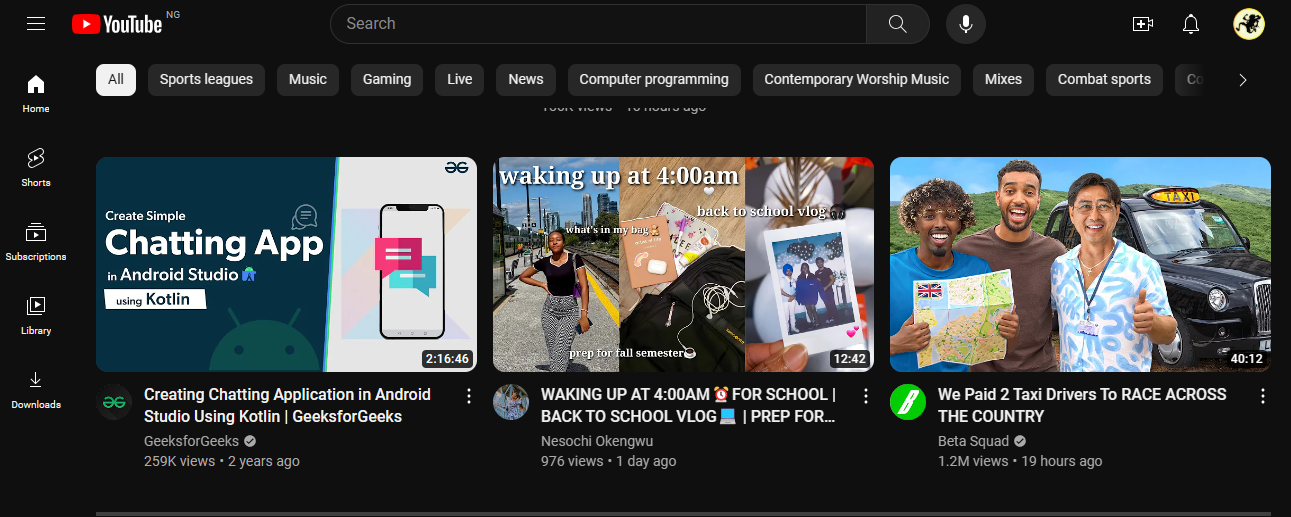 YouTube NG
Search
All
Sports leagues
Music
Gaming
Live
News
Computer programming
Contemporary Worship Music
Mixes
Combat sports
Co
Home
Shorts
Subscriptions
Library
Downloads
views • hours ago
Create Simple
Chatting App
in Android Studio
using Kotlin
2:16:46
waking up at 4:00am
back to school vlog
what's in my bag
prep for fall semester
12:42
TAXI
40:12
Creating Chatting Application in Android
Studio Using Kotlin | GeeksforGeeks
GeeksforGeeks
259K views • 2 years ago
WAKING UP AT 4:00AM ⏰FOR SCHOOL |
BACK TO SCHOOL VLOG💻 | PREP FOR…
Nesochi Okengwu
976 views • 1 day ago
We Paid 2 Taxi Drivers To RACE ACROSS
THE COUNTRY
Beta Squad
1.2M views • 19 hours ago